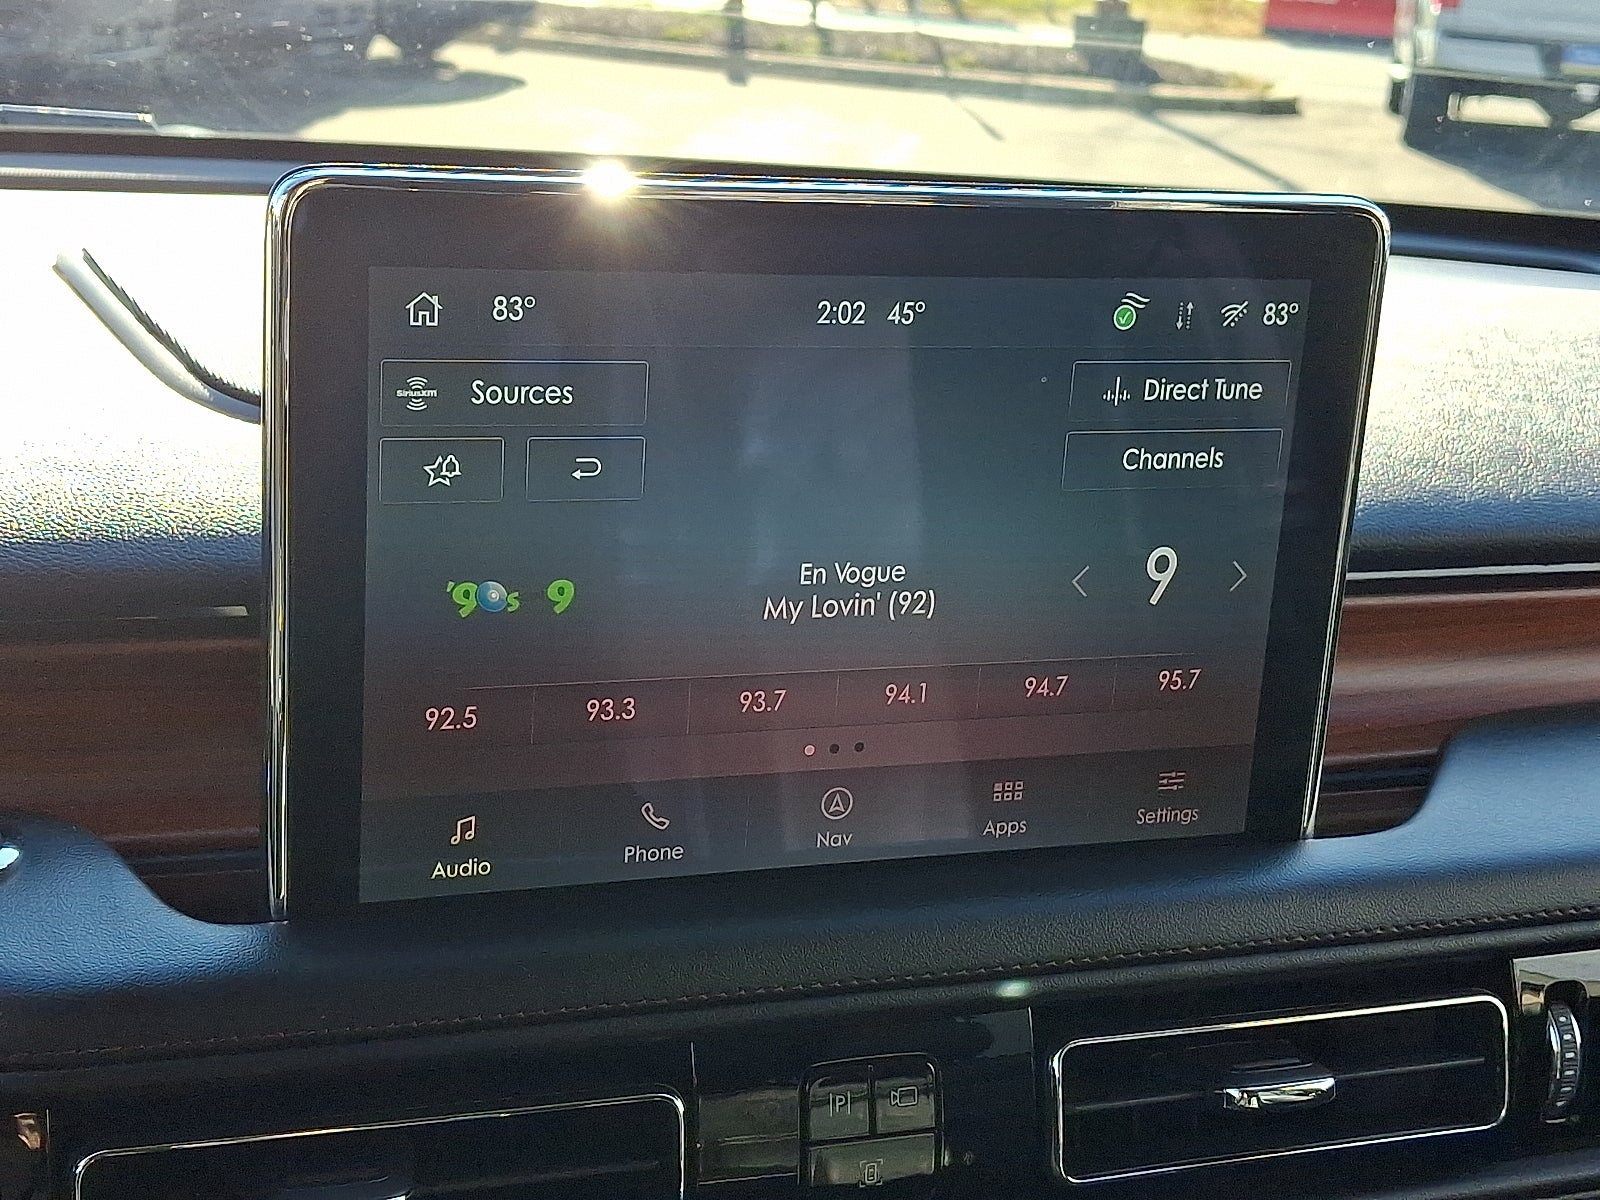 83° 2:02 45° 83°
SiriusXM Sources
Direct Tune
Channels
'90s 9
En Vogue
My Lovin' (92)
9
92.5 93.3 93.7 94.1 94.7 95.7
Audio Phone Nav Apps Settings
P